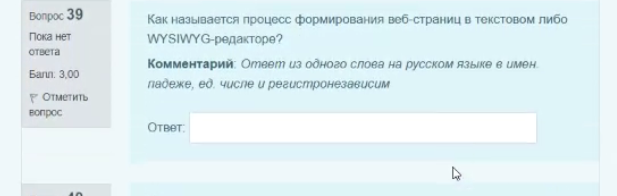 Вопрос 39
Пока нет
ответа
Балл: 3,00
Отметить
вопрос
Как называется процесс формирования веб-страниц в текстовом либо
WYSIWYG-редакторе?
Комментарий: Ответ из одного слова на русском языке в имен.
падеже, ед. числе и регистронезависим
Ответ: